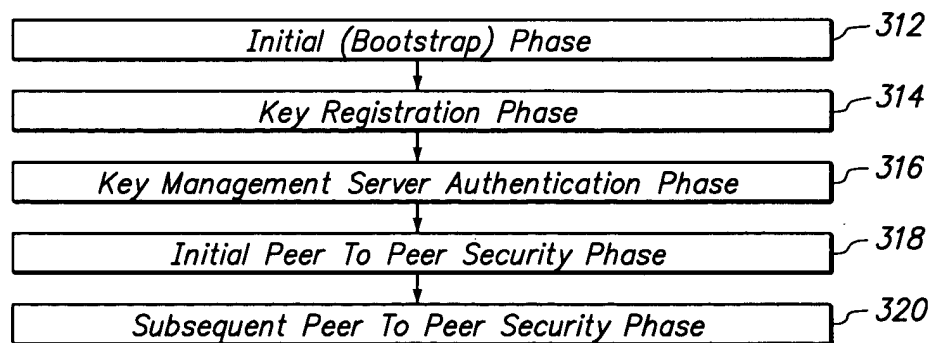 Initial (Bootstrap) Phase 312
Key Registration Phase 314
Key Management Server Authentication Phase 316
Initial Peer To Peer Security Phase 318
Subsequent Peer To Peer Security Phase 320